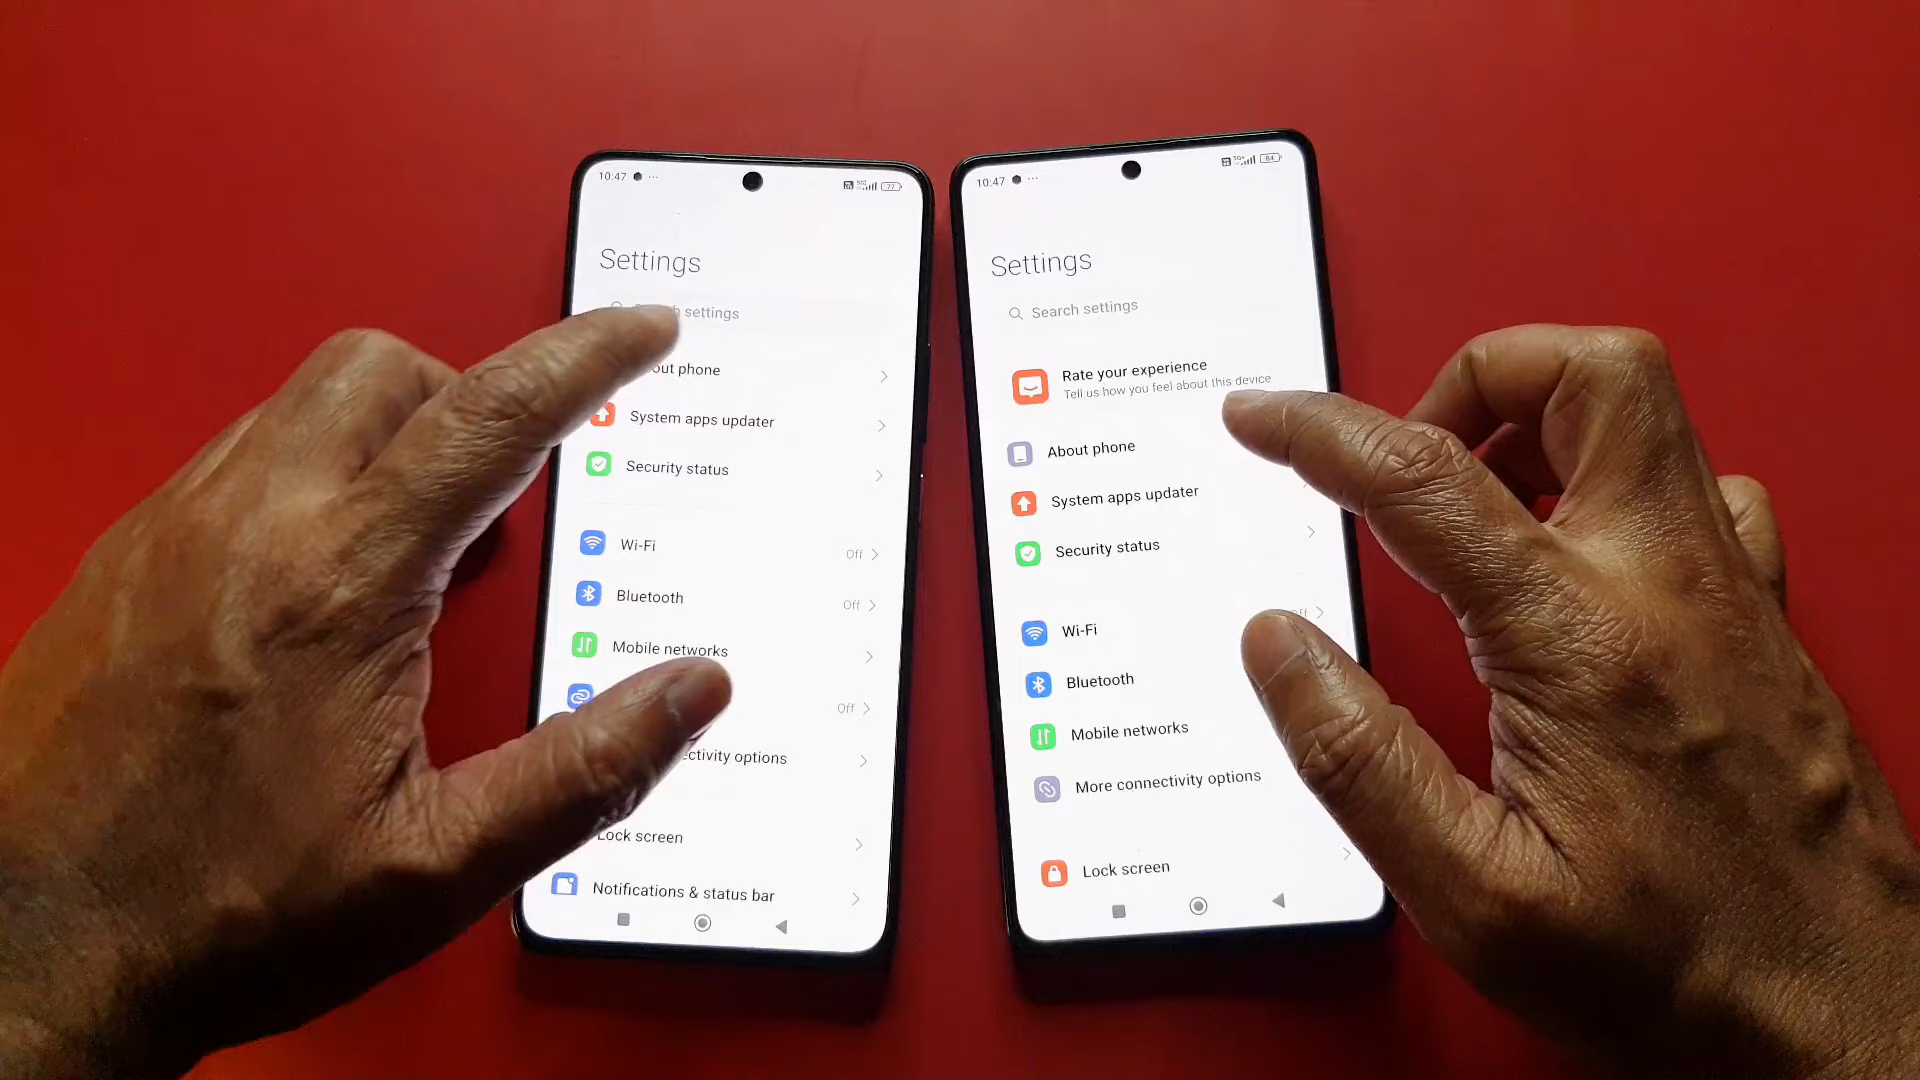 10:47
77
Settings
settings
out phone
System apps updater
Security status
Wi-Fi
Off
Bluetooth
Off
Mobile networks
Off
ctivity options
Lock screen
Notifications & status bar
10:47
84
Settings
Search settings
Rate your experience
Tell us how you feel about this device
About phone
System apps updater
Security status
Wi-Fi
Bluetooth
Mobile networks
More connectivity options
Lock screen